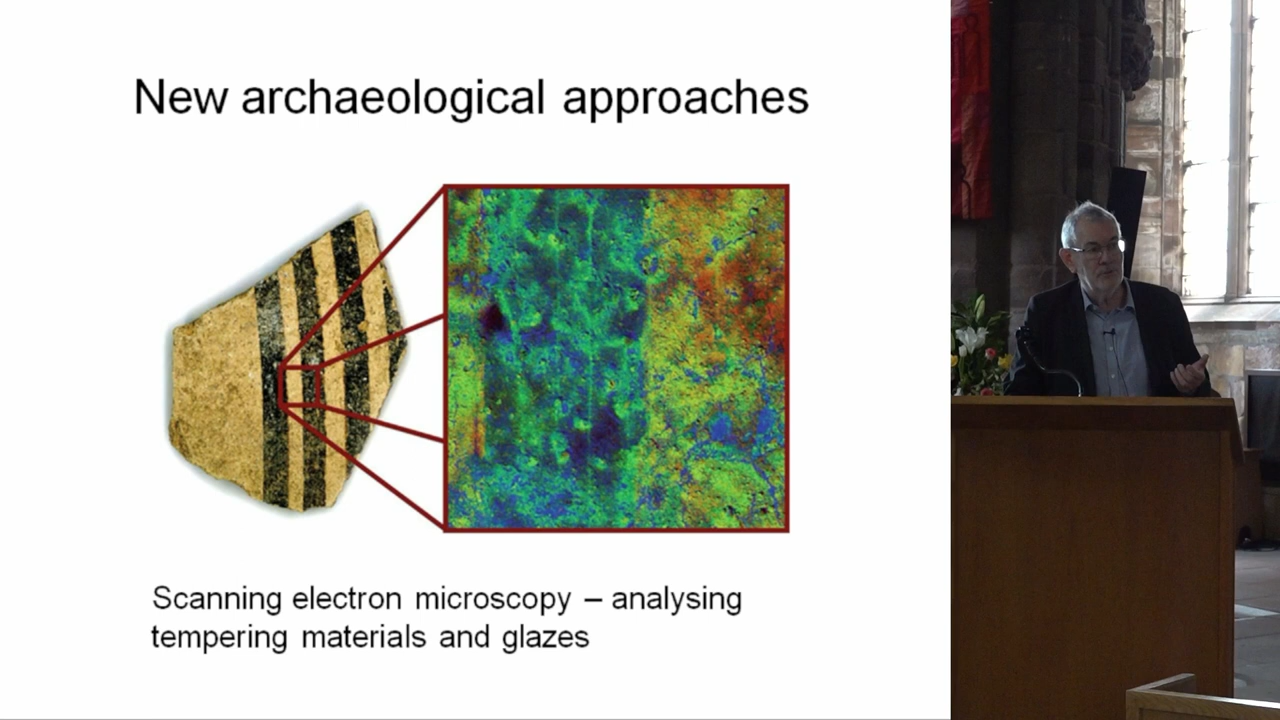 New archaeological approaches
Scanning electron microscopy – analysing
tempering materials and glazes